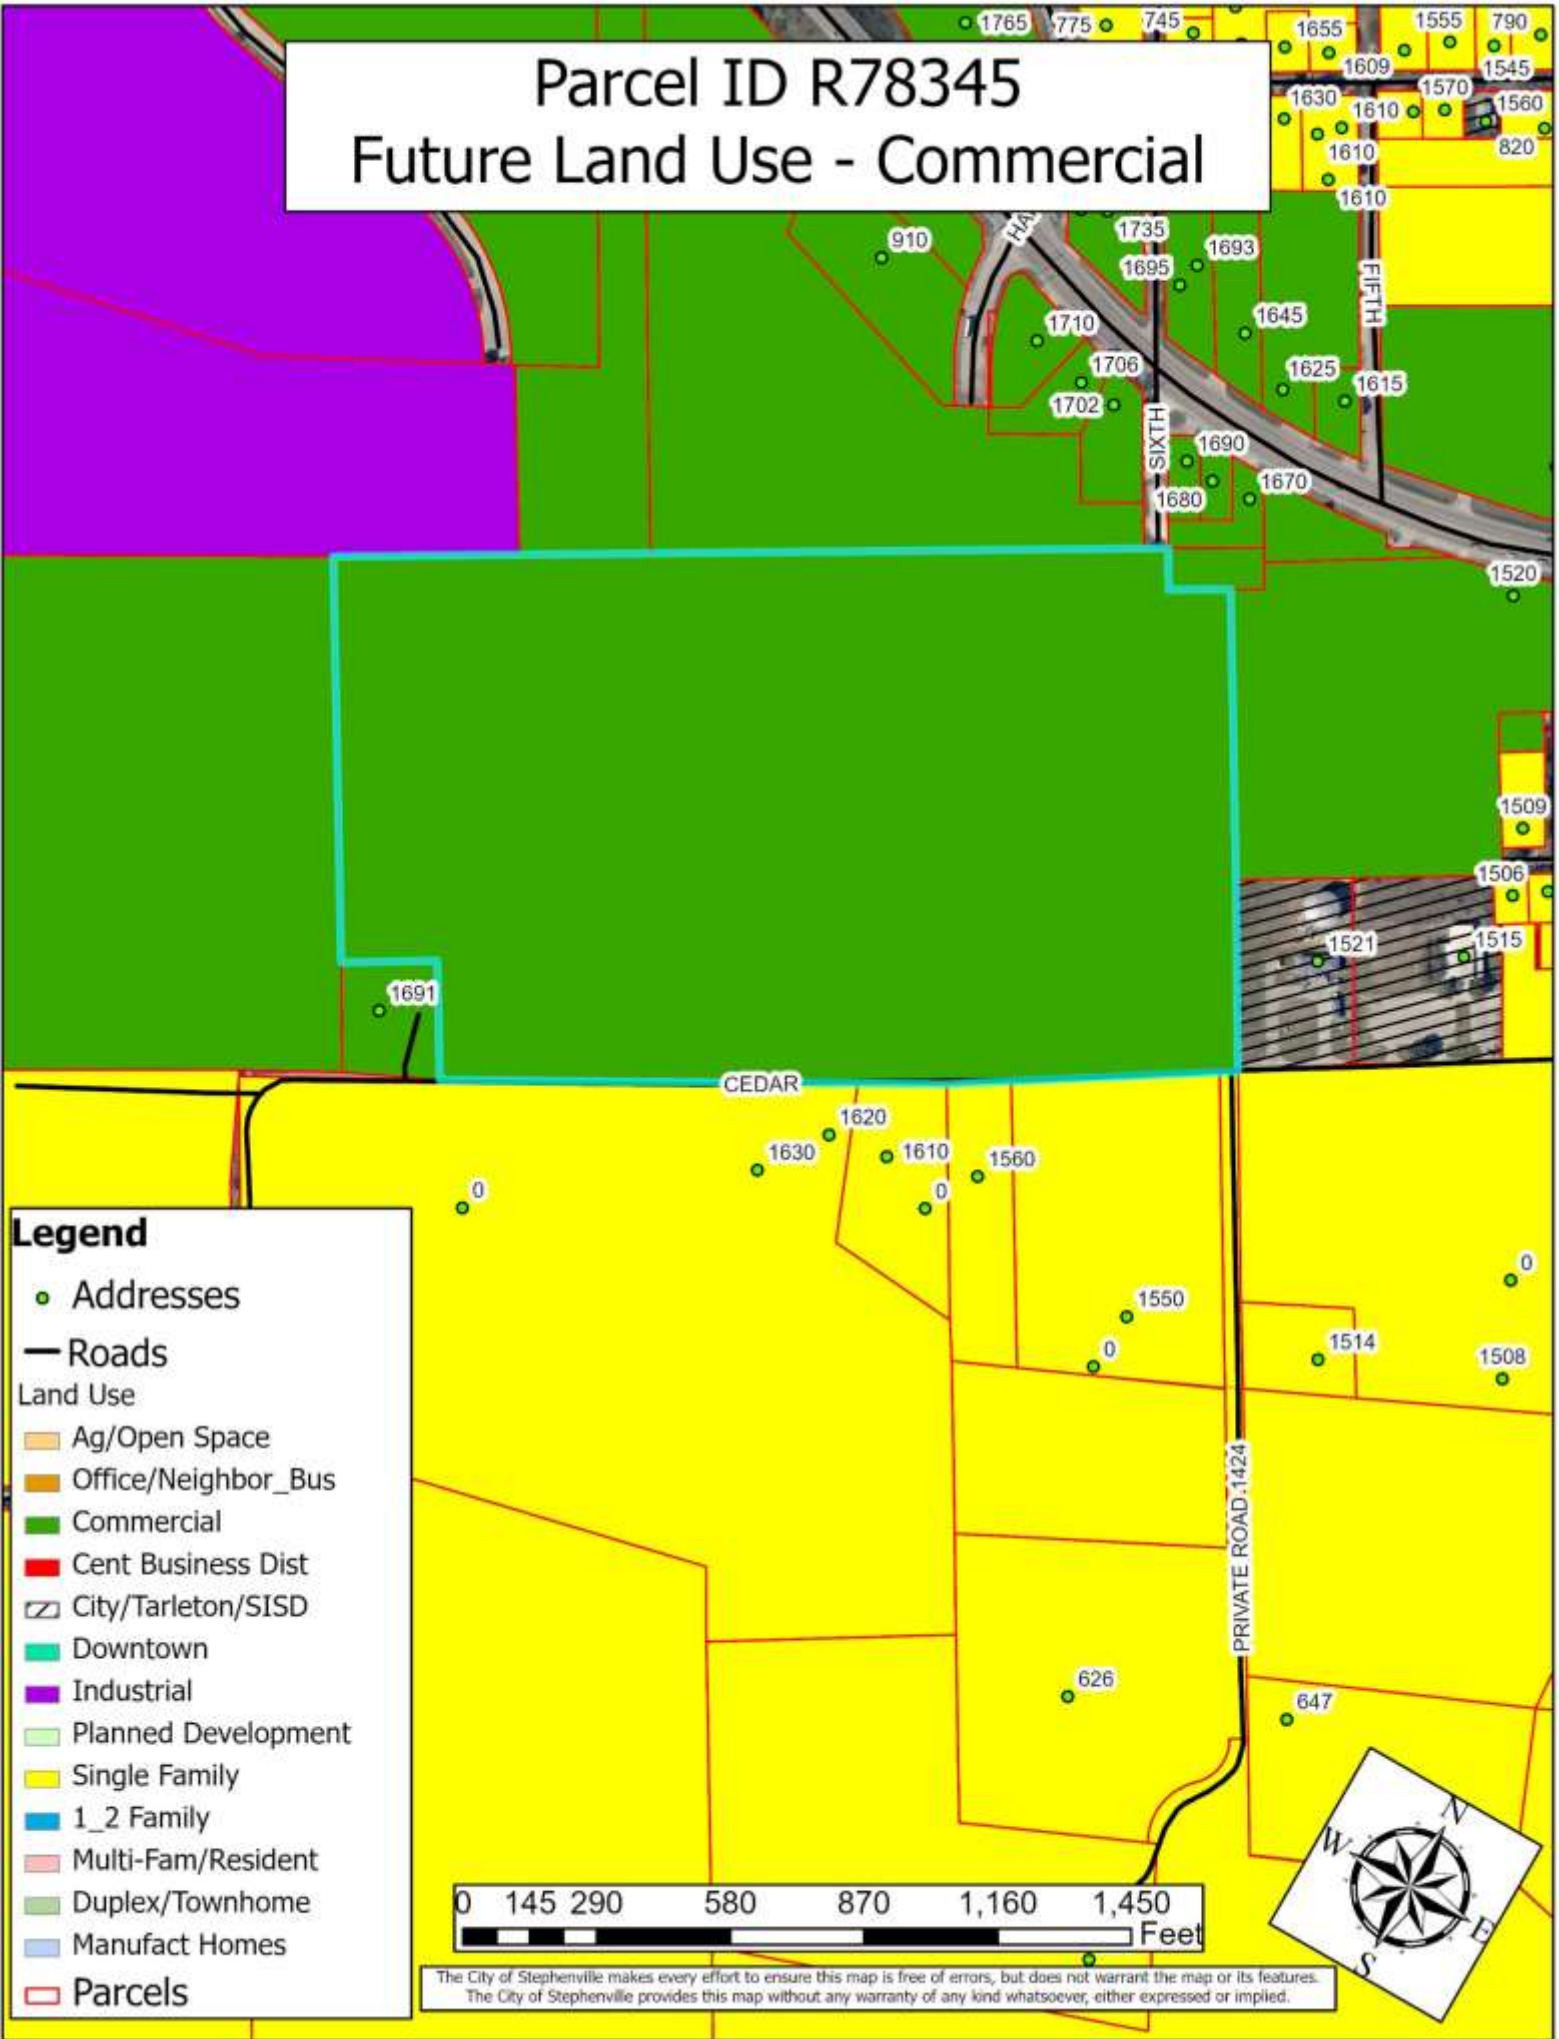 1765
775
745
1655
1555
790
1609
1545
Parcel ID R78345
Future Land Use - Commercial
1570
1630
1610
1560
1610
820
1610
HA
1735
910
1693
1695
FIFTH
1710
1645
1706
1625
1615
1702
SIXTH
1690
1670
1680
1520
1509
1506
1521
1515
1691
CEDAR
1620
1630
1610
1560
0
0
0
1550
1514
0
1508
PRIVATE ROAD 1424
626
647
Legend
Addresses
Roads
Land Use
Ag/Open Space
Office/Neighbor_Bus
Commercial
Cent Business Dist
City/Tarleton/SISD
Downtown
Industrial
Planned Development
Single Family
1_2 Family
Multi-Fam/Resident
Duplex/Townhome
Manufact Homes
Parcels
N
W
E
S
0 145 290 580 870 1,160 1,450
Feet
The City of Stephenville makes every effort to ensure this map is free of errors, but does not warrant the map or its features.
The City of Stephenville provides this map without any warranty of any kind whatsoever, either expressed or implied.